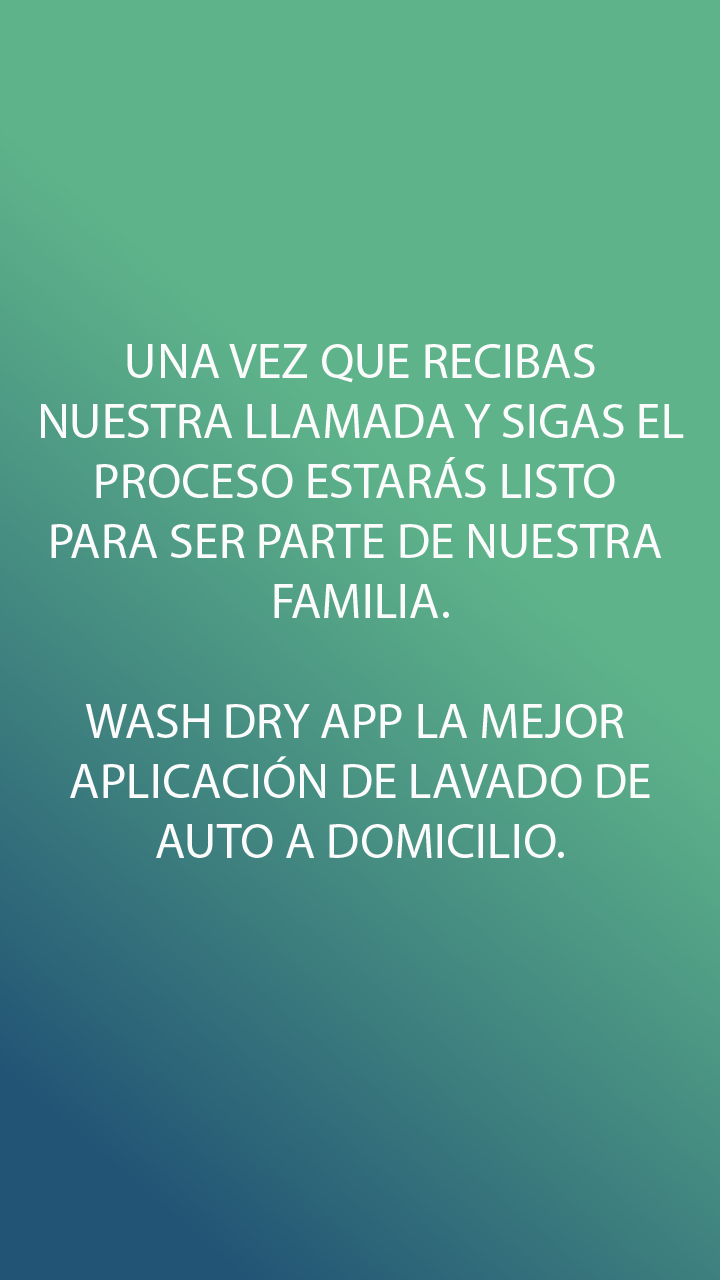 UNA VEZ QUE RECIBAS
NUESTRA LLAMADA Y SIGAS EL
PROCESO ESTARÁS LISTO
PARA SER PARTE DE NUESTRA
FAMILIA.
WASH DRY APP LA MEJOR
APLICACIÓN DE LAVADO DE
AUTO A DOMICILIO.